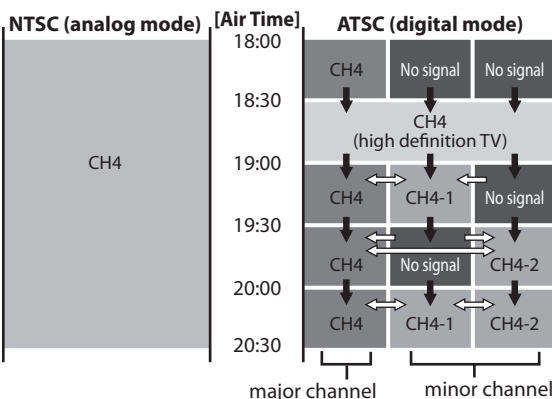 NTSC (analog mode) [Air Time] ATSC (digital mode)
18:00
CH4 No signal No signal
18:30
CH4
(high definition TV)
19:00
CH4
CH4 CH4-1 No signal
19:30
CH4 No signal CH4-2
20:00
CH4 CH4-1 CH4-2
20:30
major channel minor channel